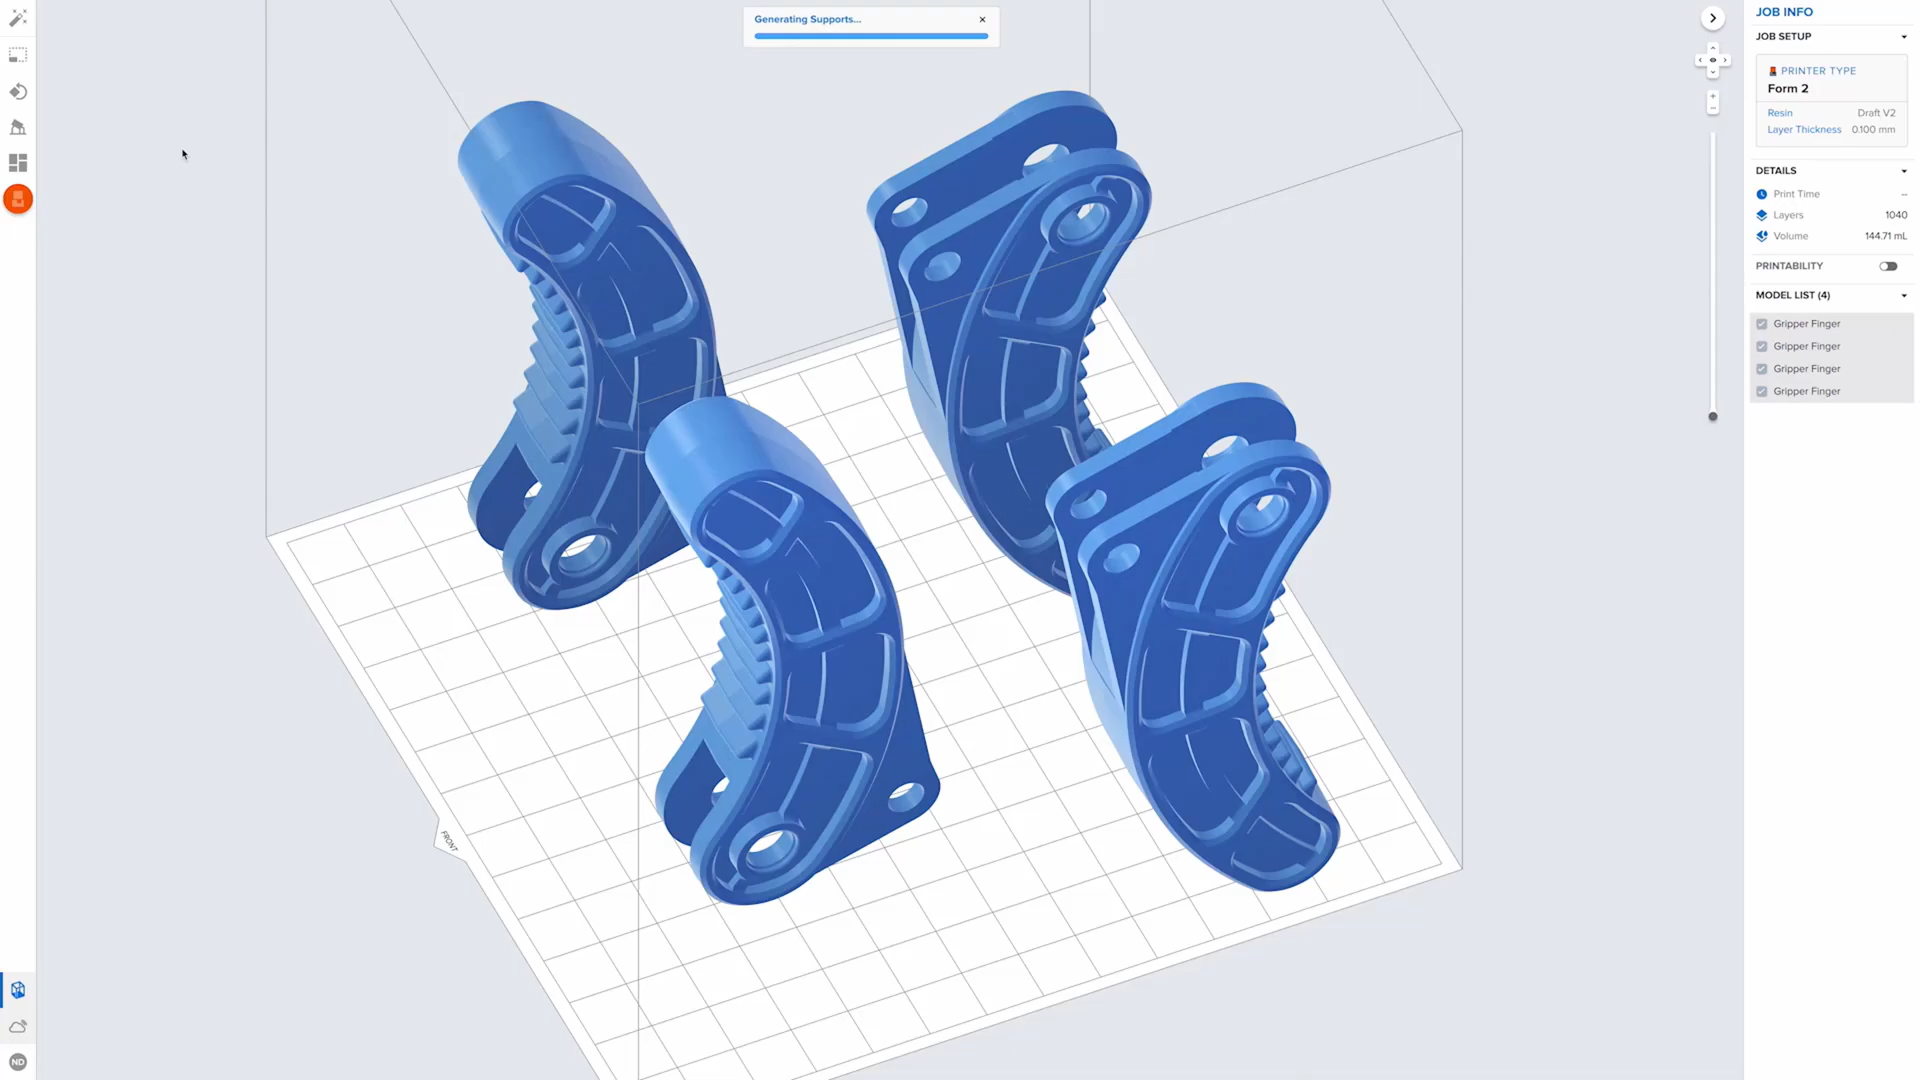 Generating Supports...
JOB INFO
JOB SETUP
PRINTER TYPE
Form 2
Resin Draft V2
Layer Thickness 0.100 mm
DETAILS
Print Time --
Layers 1040
Volume 144.71 mL
PRINTABILITY
MODEL LIST (4)
Gripper Finger
Gripper Finger
Gripper Finger
Gripper Finger
FRONT
ND